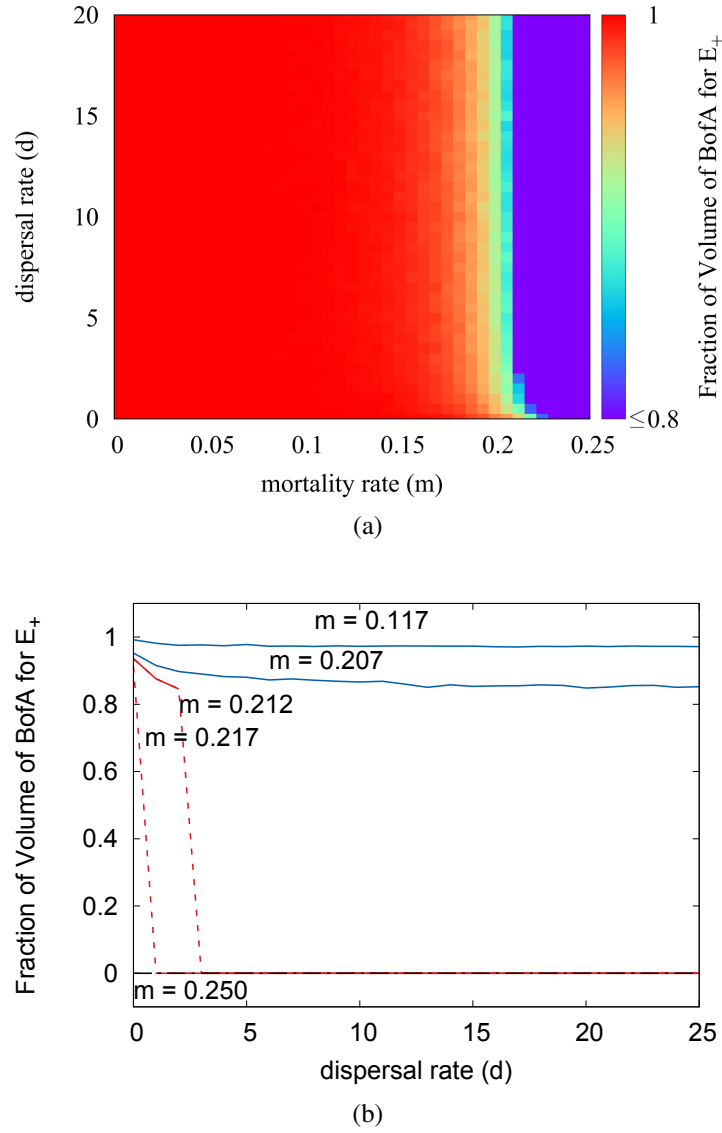 20
15
10
5
0
dispersal rate (d)
0 0.05 0.1 0.15 0.2 0.25
mortality rate (m)
1
≤0.8
Fraction of Volume of BofA for E+
(a)
1
0.8
0.6
0.4
0.2
0
Fraction of Volume of BofA for E+
m = 0.117
m = 0.207
m = 0.212
m = 0.217
m = 0.250
0 5 10 15 20 25
dispersal rate (d)
(b)